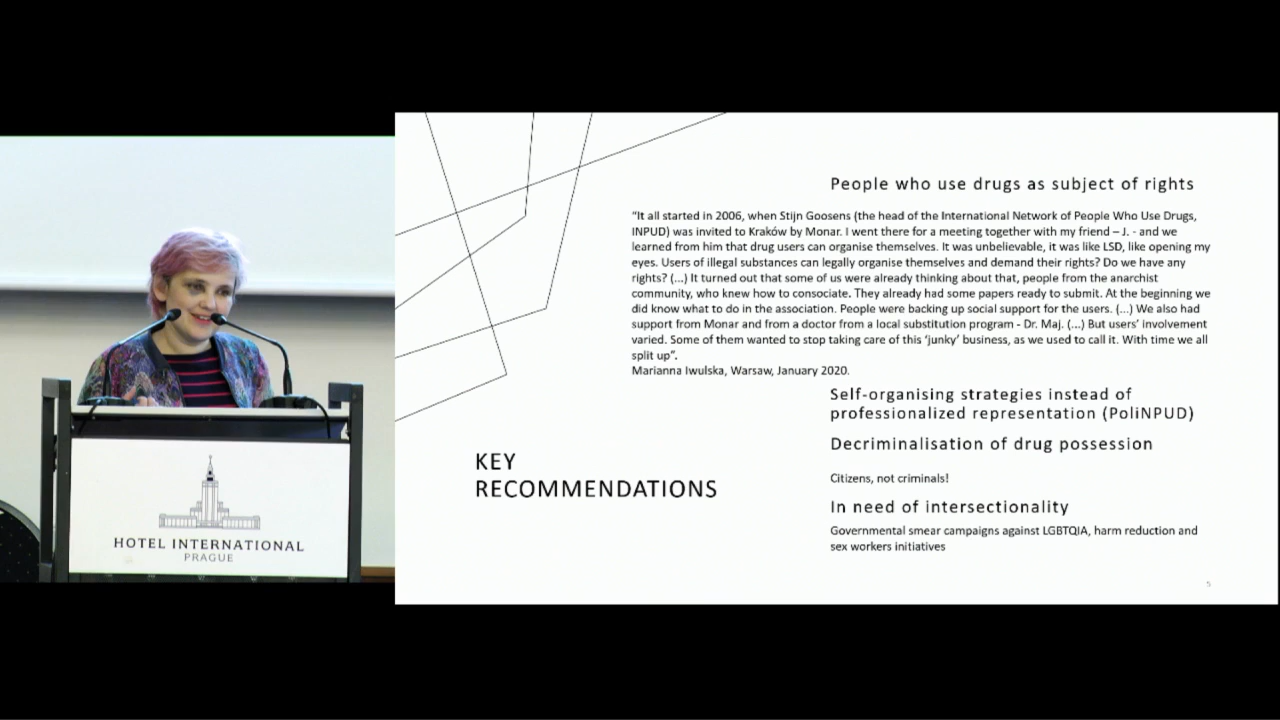 HOTEL INTERNATIONAL
PRAGUE
KEY
RECOMMENDATIONS
People who use drugs as subject of rights
“It all started in 2006, when Stijn Goosens (the head of the International Network of People Who Use Drugs,
INPUD) was invited to Kraków by Monar. I went there for a meeting together with my friend – J. - and we
learned from him that drug users can organise themselves. It was unbelievable, it was like LSD, like opening my
eyes. Users of illegal substances can legally organise themselves and demand their rights? Do we have any
rights? (...) It turned out that some of us were already thinking about that, people from the anarchist
community, who knew how to consociate. They already had some papers ready to submit. At the beginning we
did know what to do in the association. People were backing up social support for the users. (...) We also had
support from Monar and from a doctor from a local substitution program - Dr. Maj. (...) But users’ involvement
varied. Some of them wanted to stop taking care of this ‘junky’ business, as we used to call it. With time we all
split up”.
Marianna Iwulska, Warsaw, January 2020.
Self-organising strategies instead of
professionalized representation (PoliNPUD)
Decriminalisation of drug possession
Citizens, not criminals!
In need of intersectionality
Governmental smear campaigns against LGBTQIA, harm reduction and
sex workers initiatives
5